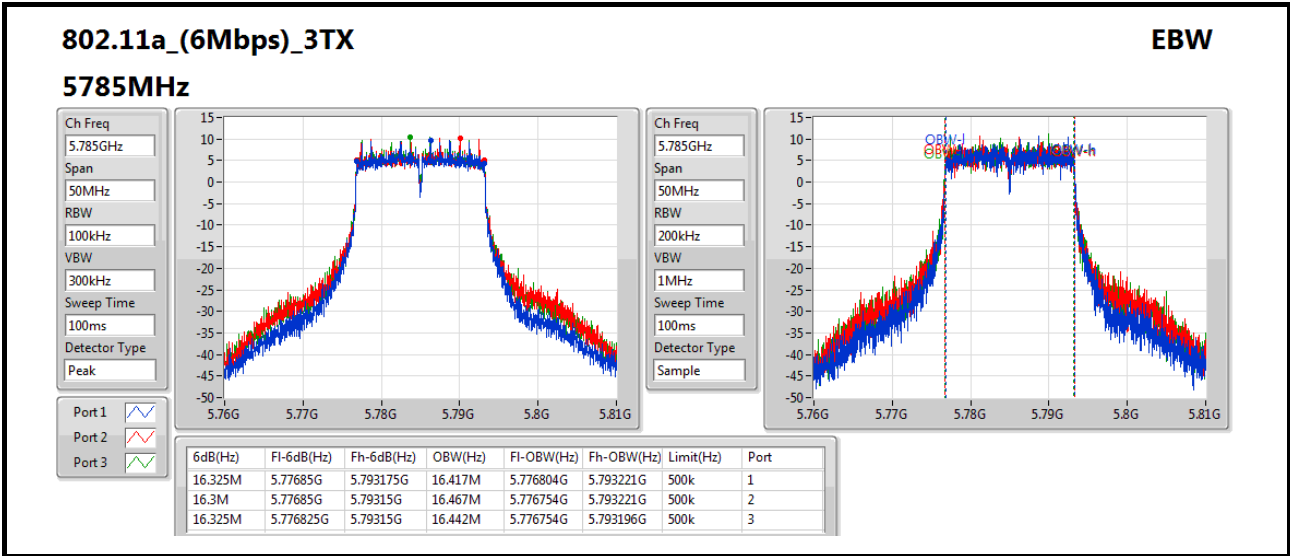 802.11a_(6Mbps)_3TX
EBW
5785MHz
Ch Freq
5.785GHz
Span
50MHz
RBW
100kHz
VBW
300kHz
Sweep Time
100ms
Detector Type
Peak
Port 1
Port 2
Port 3
15
10
5
0
-5
-10
-15
-20
-25
-30
-35
-40
-45
-50
5.76G 5.77G 5.78G 5.79G 5.8G 5.81G
Ch Freq
5.785GHz
Span
50MHz
RBW
200kHz
VBW
1MHz
Sweep Time
100ms
Detector Type
Sample
15
10
5
0
-5
-10
-15
-20
-25
-30
-35
-40
-45
-50
OBW-l
OBW-h
5.76G 5.77G 5.78G 5.79G 5.8G 5.81G
6dB(Hz) Fl-6dB(Hz) Fh-6dB(Hz) OBW(Hz) Fl-OBW(Hz) Fh-OBW(Hz) Limit(Hz) Port
16.325M 5.77685G 5.793175G 16.417M 5.776804G 5.793221G 500k 1
16.3M 5.77685G 5.79315G 16.467M 5.776754G 5.793221G 500k 2
16.325M 5.776825G 5.79315G 16.442M 5.776754G 5.793196G 500k 3